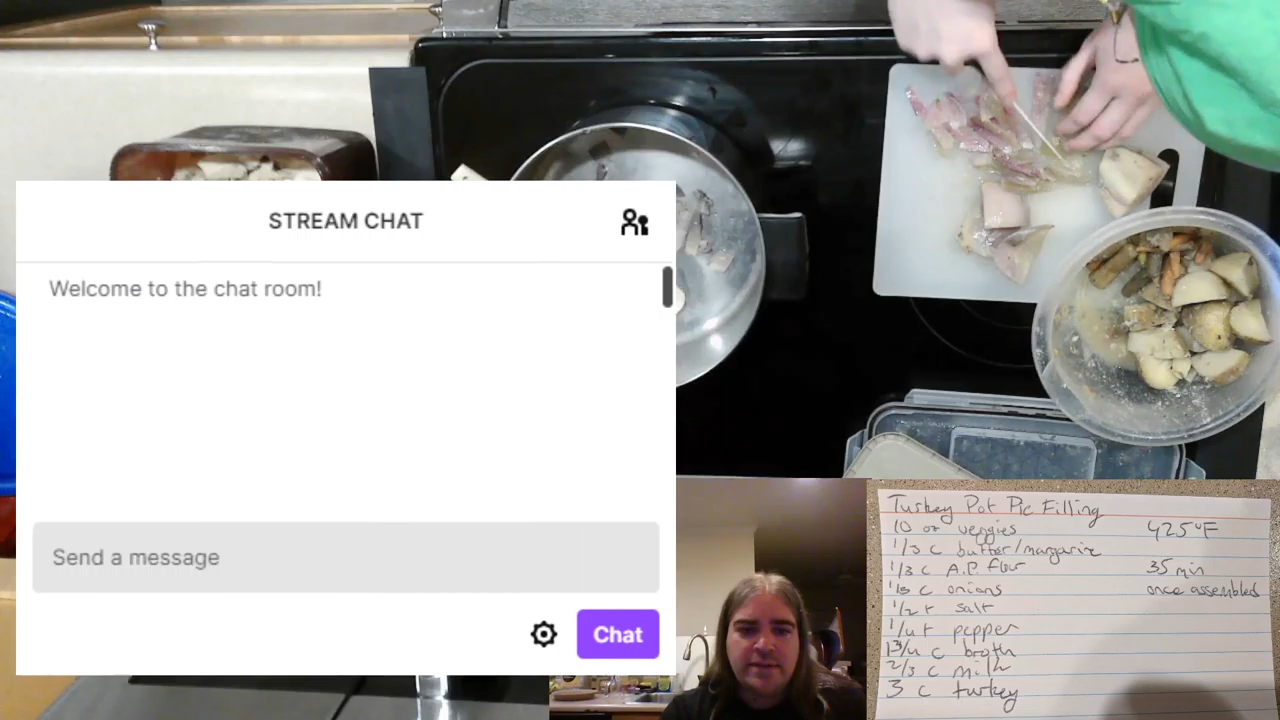 STREAM CHAT
Welcome to the chat room!
Send a message
Chat
Turkey Pot Pie Filling
10 oz veggies
425°F
1/3 c butter/margarine
1/3 c A.P. flour
35 min
1/3 c onions
once assembled
1/2 t salt
1/4 t pepper
1 3/4 c broth
2/3 c milk
3 c turkey